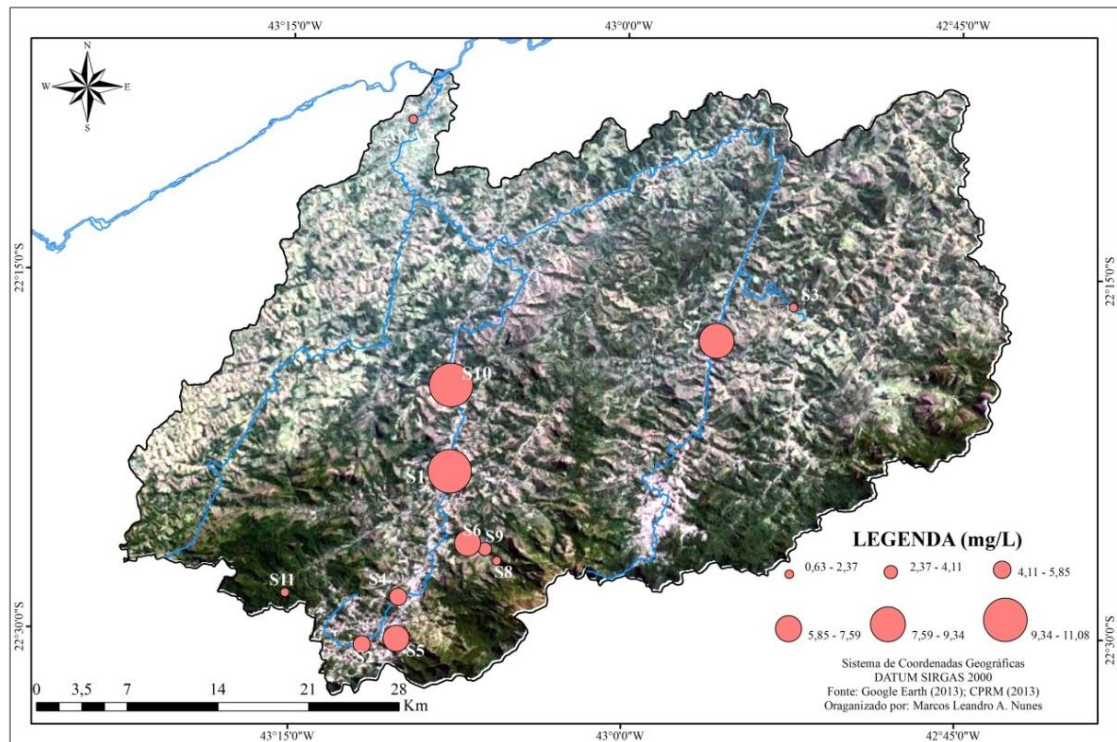 43°15'0"W
43°0'0"W
42°45'0"W
N
W
E
S
22°15'0"S
22°15'0"S
S3
S7
S10
S1
S6
S9
S8
S11
S4
S2
S5
LEGENDA (mg/L)
0,63 - 2,37
2,37 - 4,11
4,11 - 5,85
5,85 - 7,59
7,59 - 9,34
9,34 - 11,08
22°30'0"S
22°30'0"S
Sistema de Coordenadas Geográficas
DATUM SIRGAS 2000
Fonte: Google Earth (2013); CPRM (2013)
Oraganizado por: Marcos Leandro A. Nunes
0
3,5
7
14
21
28
Km
43°15'0"W
43°0'0"W
42°45'0"W